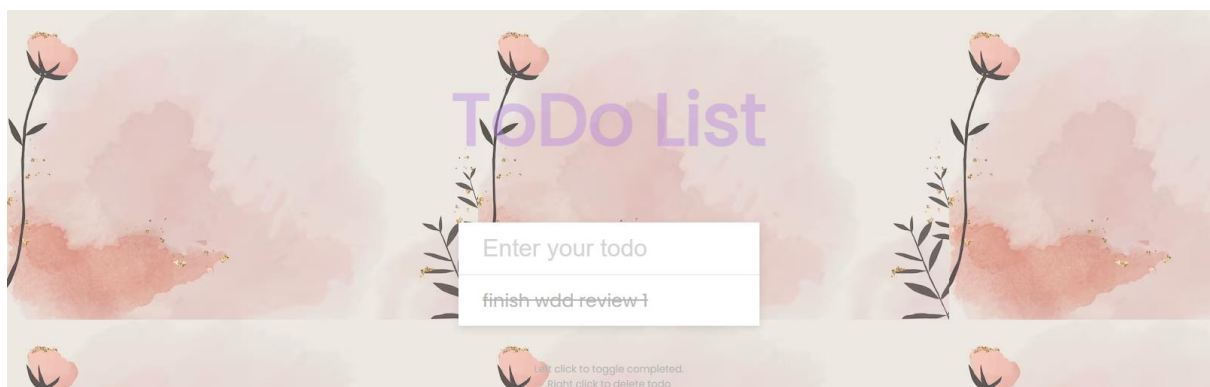 ToDo List
Enter your todo
finish wdd review 1
Left click to toggle completed.
Right click to delete todo